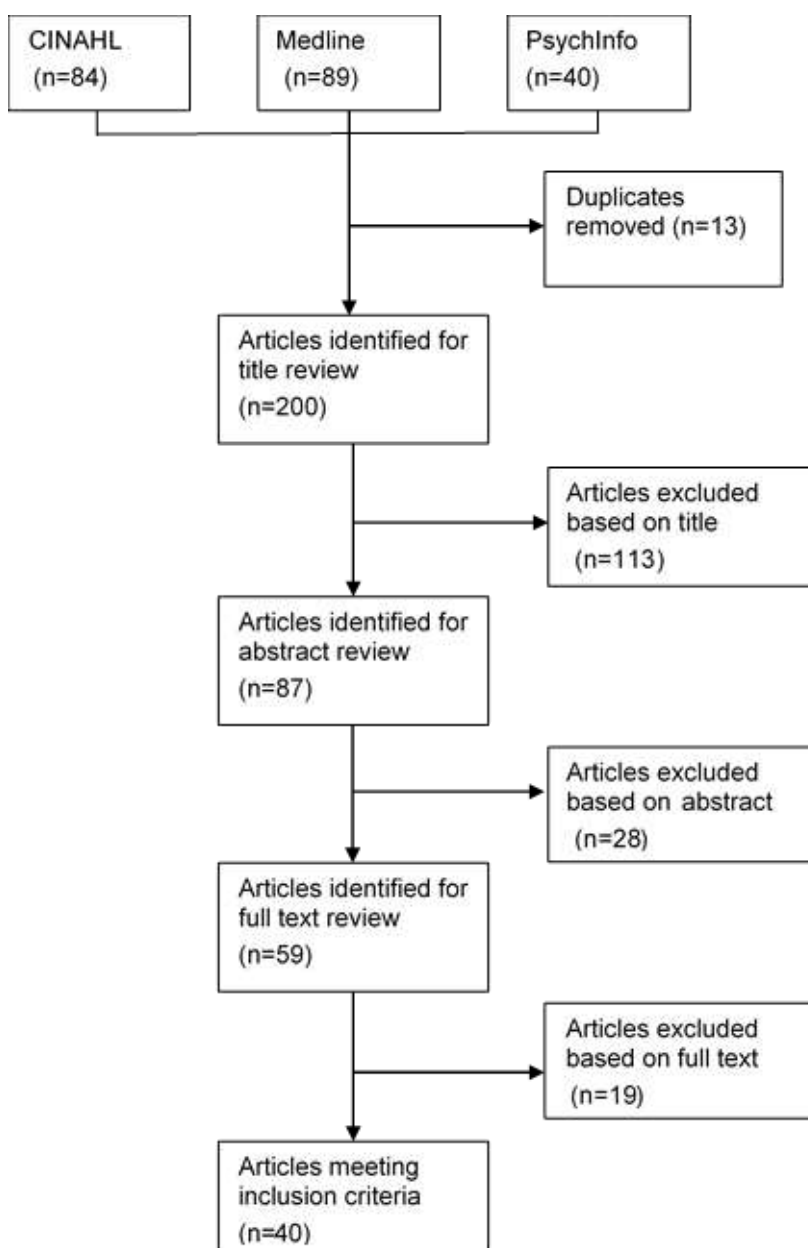 CINAHL
(n=84)
Medline
(n=89)
PsychInfo
(n=40)
Duplicates
removed (n=13)
Articles identified for
title review
(n=200)
Articles excluded
based on title
(n=113)
Articles identified for
abstract review
(n=87)
Articles excluded
based on abstract
(n=28)
Articles identified for
full text review
(n=59)
Articles excluded
based on full text
(n=19)
Articles meeting
inclusion criteria
(n=40)